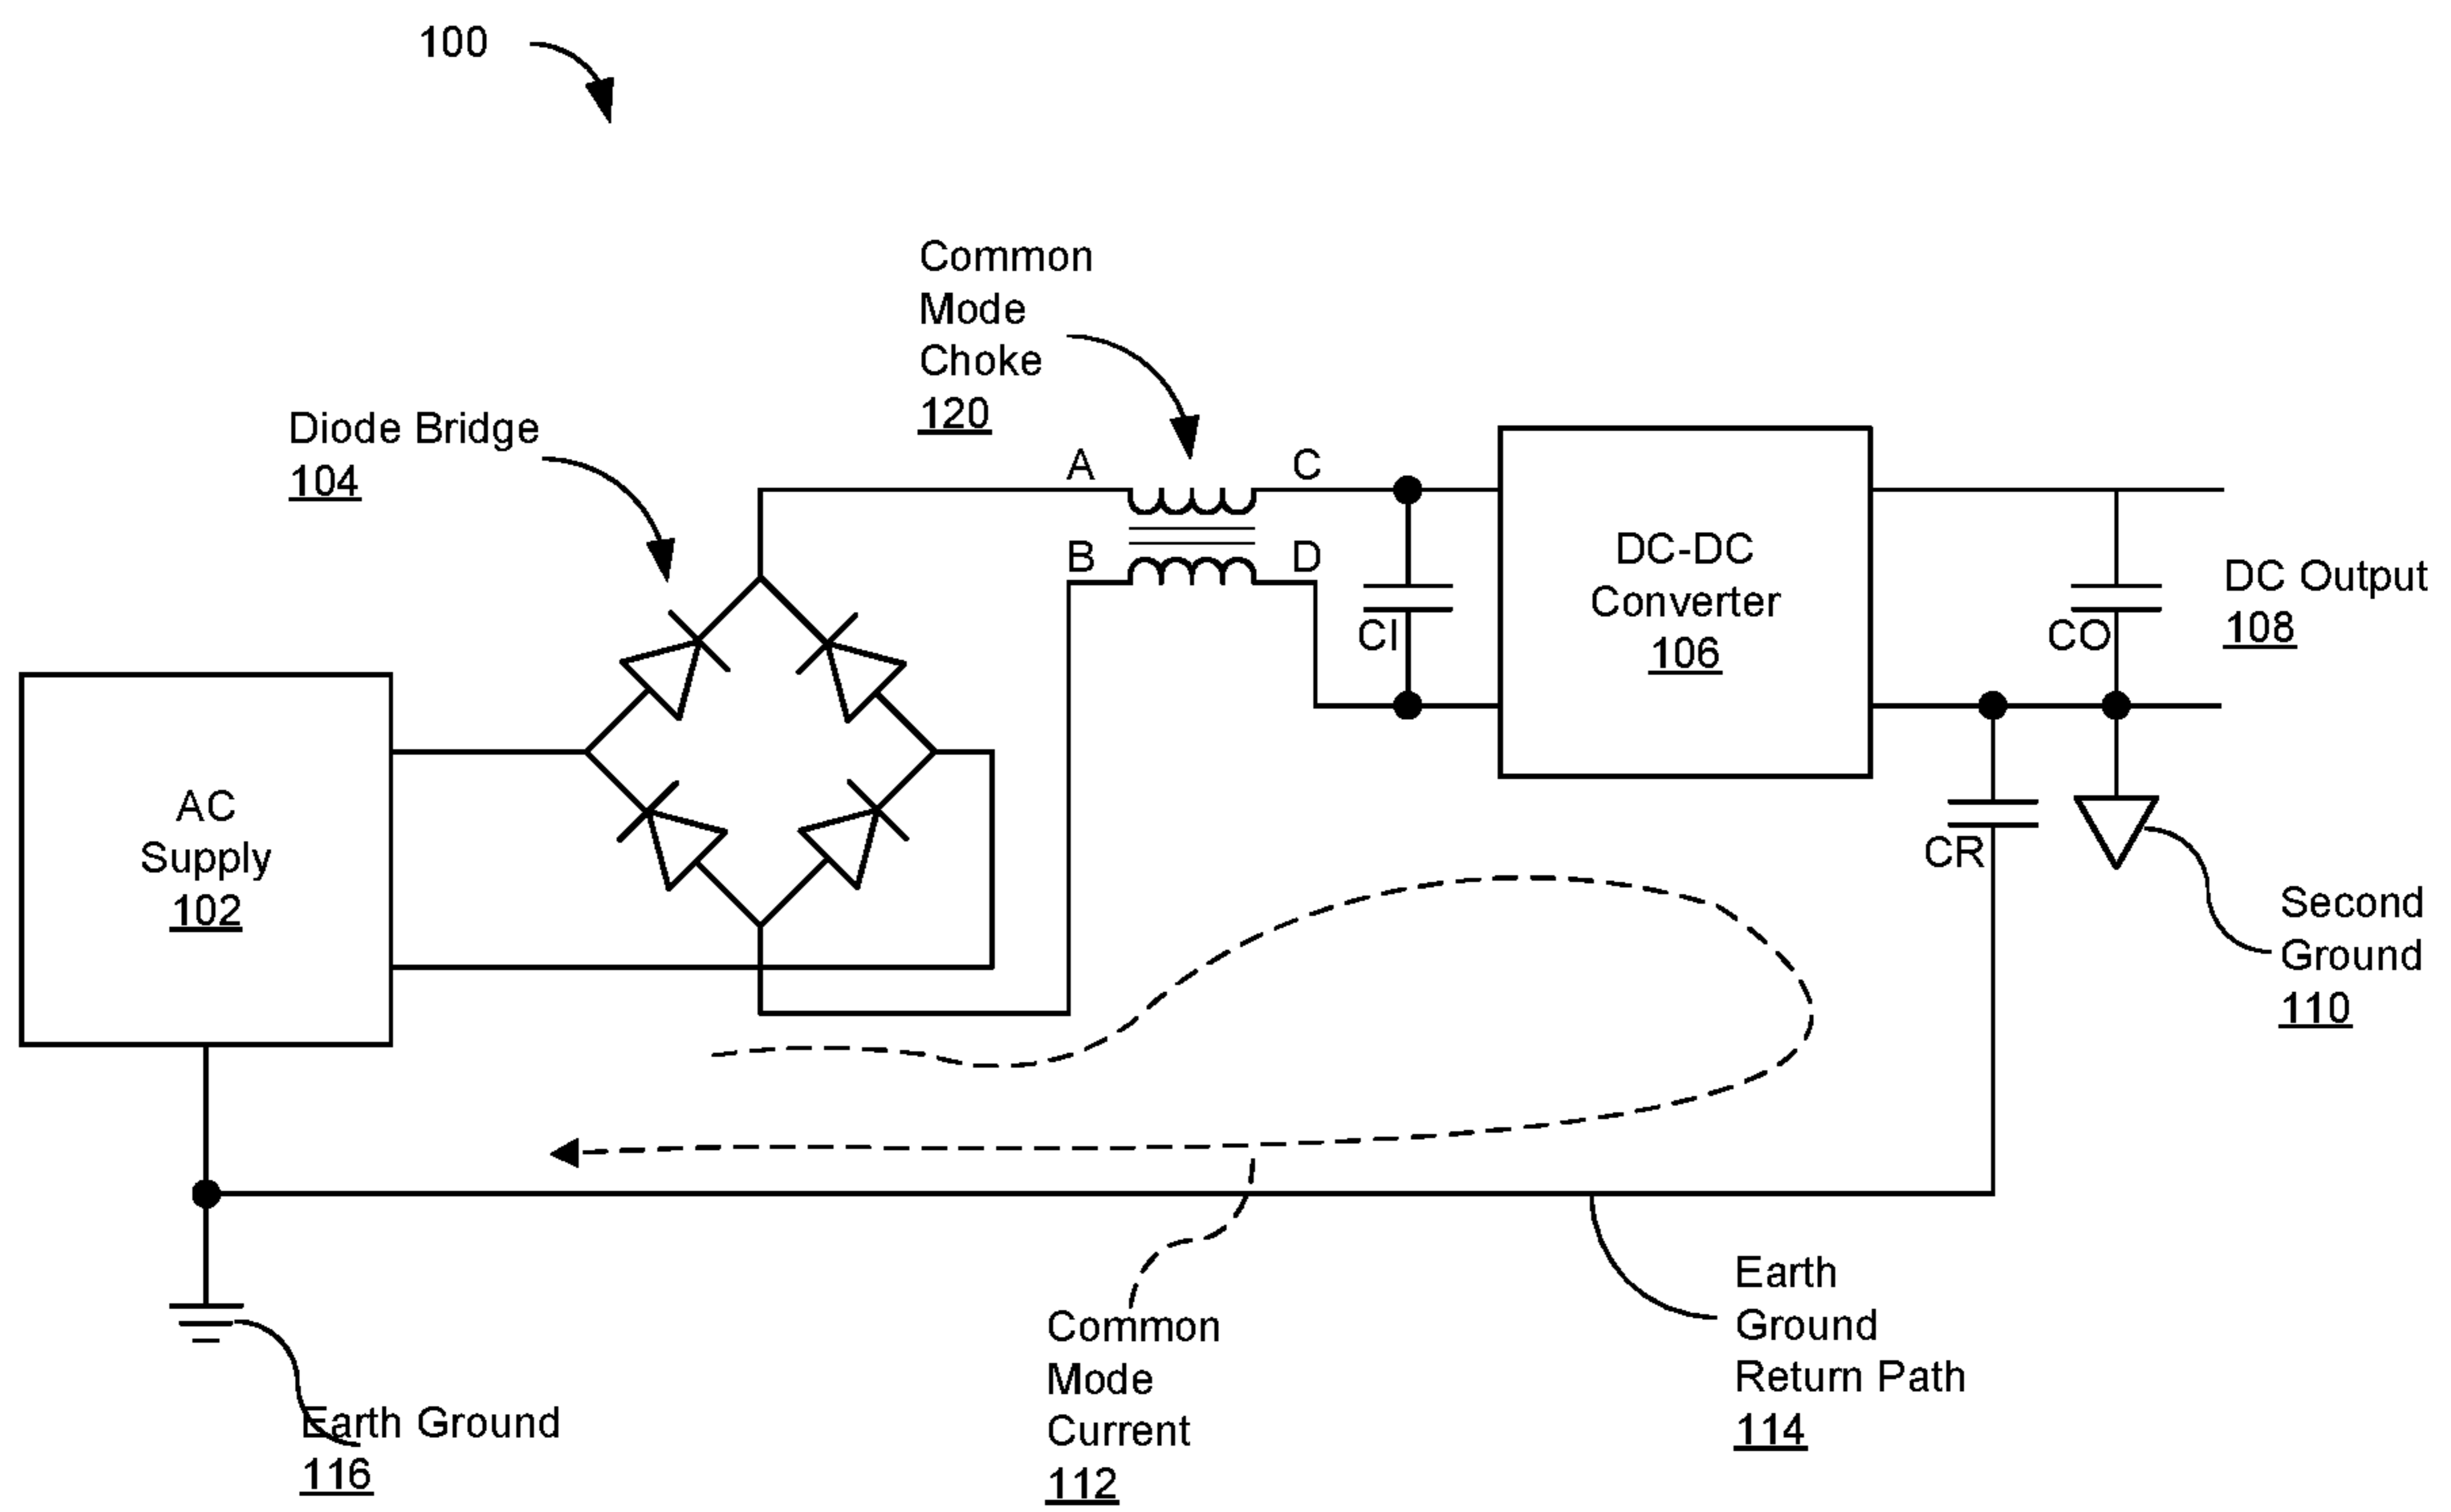 100
Common
Mode
Choke
120
Diode Bridge
104
A
C
B
D
CI
DC-DC
Converter
106
CO
DC Output
108
AC
Supply
102
CR
Second
Ground
110
Earth
Ground
Return Path
114
Common
Mode
Current
112
Earth Ground
116